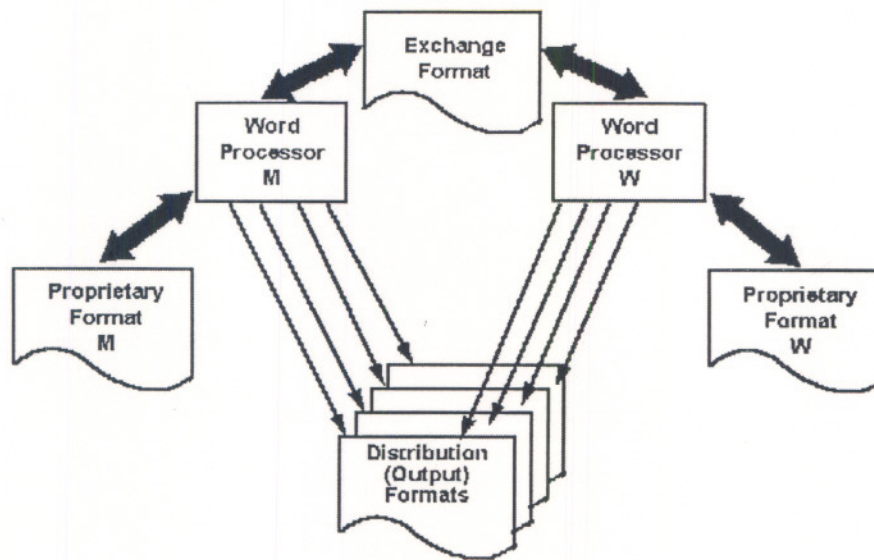 Exchange
Format
Word
Processor
M
Word
Processor
W
Proprietary
Format
M
Proprietary
Format
W
Distribution
(Output)
Formats